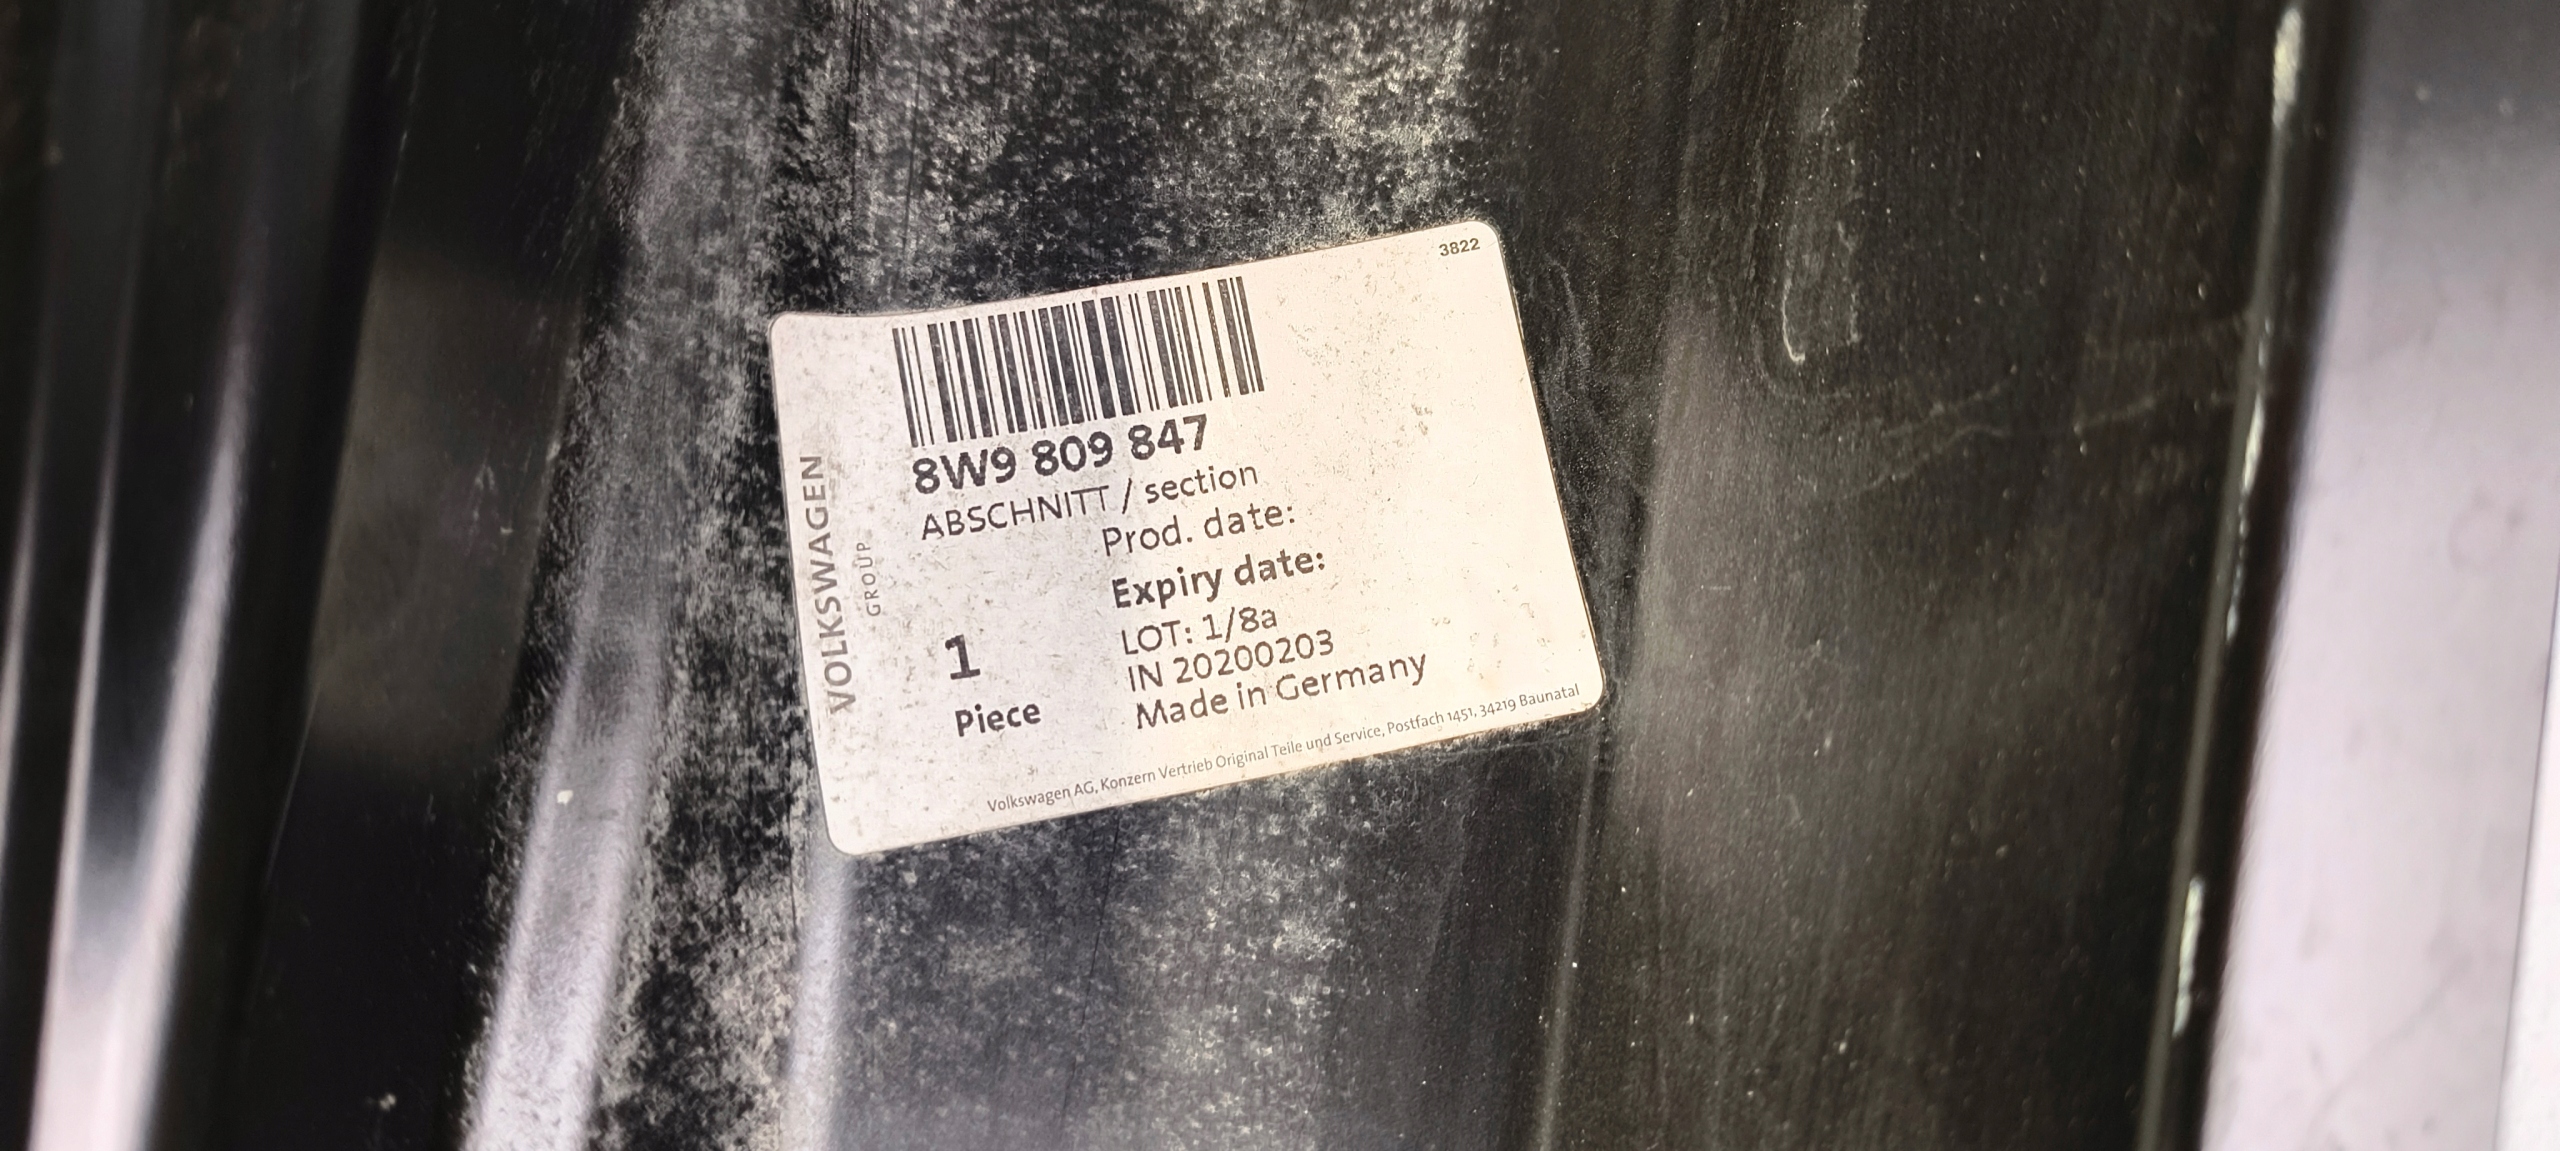 3822
8W9 809 847
ABSCHNITT / section
Prod. date:
Expiry date:
LOT: 1/8a
IN 20200203
Made in Germany
1
Piece
VOLKSWAGEN
GROUP
Volkswagen AG, Konzern Vertrieb Original Teile und Service, Postfach 1451, 34219 Baunatal